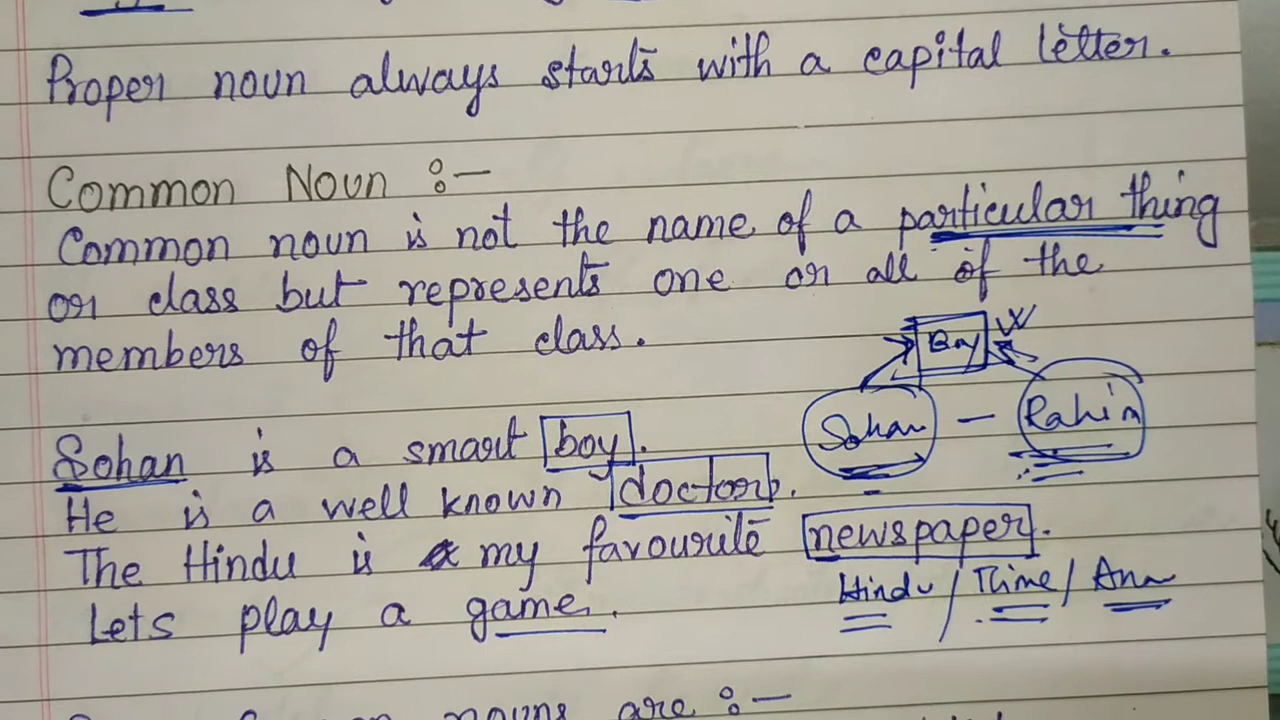 Proper noun always starts with a capital letter.
Common Noun :-
Common noun is not the name of a particular thing
or class but represents one or all of the
members of that class.
Boy
Sohan - Rahim
Sohan is a smart boy.
He is a well known doctor.
The Hindu is my favourite newspaper.
Hindu / Time /
Lets play a game.
nouns are :-